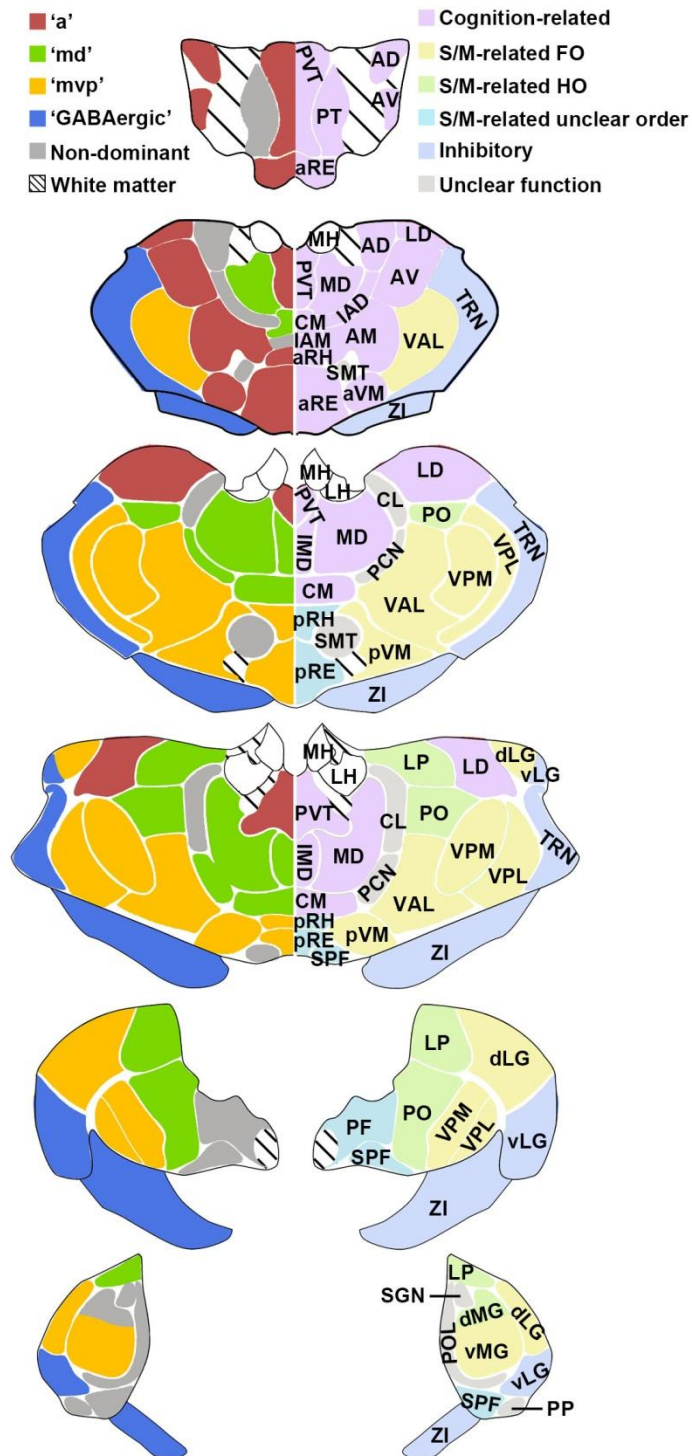 'a'
'md'
'mvp'
'GABAergic'
Non-dominant
White matter
Cognition-related
S/M-related FO
S/M-related HO
S/M-related unclear order
Inhibitory
Unclear function
PVT
AD
AV
PT
aRE
MH
AD
LD
PVT
MD
IAD
AV
TRN
CM
IAM
AM
VAL
aRH
SMT
aRE
aVM
ZI
MH
LH
LD
PVT
CL
PO
IMD
MD
PCN
VPM
VPL
TRN
CM
VAL
pRH
SMT
pRE
pVM
ZI
MH
LH
LP
LD
dLG
vLG
PVT
CL
PO
TRN
IMD
MD
PCN
VPM
VPL
CM
VAL
pRH
pRE
pVM
SPF
ZI
LP
dLG
PF
PO
VPM
VPL
SPF
vLG
ZI
LP
SGN
dMG
dLG
POL
vMG
vLG
SPF
PP
ZI